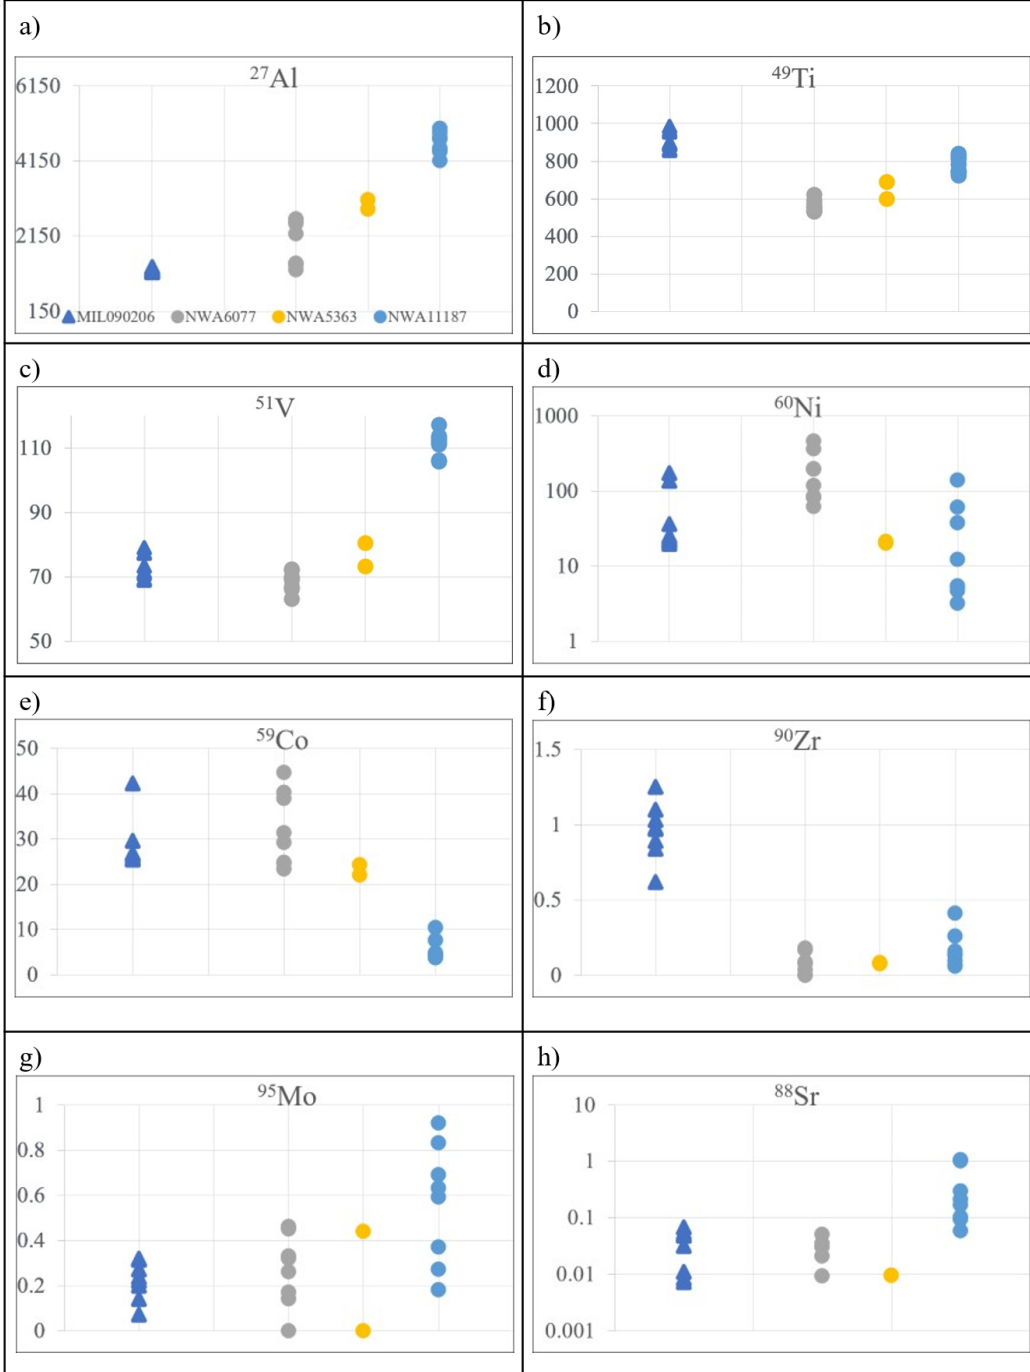 a)
²⁷Al
6150
4150
2150
150
MIL090206 NWA6077 NWA5363 NWA11187
b)
⁴⁹Ti
1200
1000
800
600
400
200
0
c)
⁵¹V
110
90
70
50
d)
⁶⁰Ni
1000
100
10
1
e)
⁵⁹Co
50
40
30
20
10
0
f)
⁹⁰Zr
1.5
1
0.5
0
g)
⁹⁵Mo
1
0.8
0.6
0.4
0.2
0
h)
⁸⁸Sr
10
1
0.1
0.01
0.001